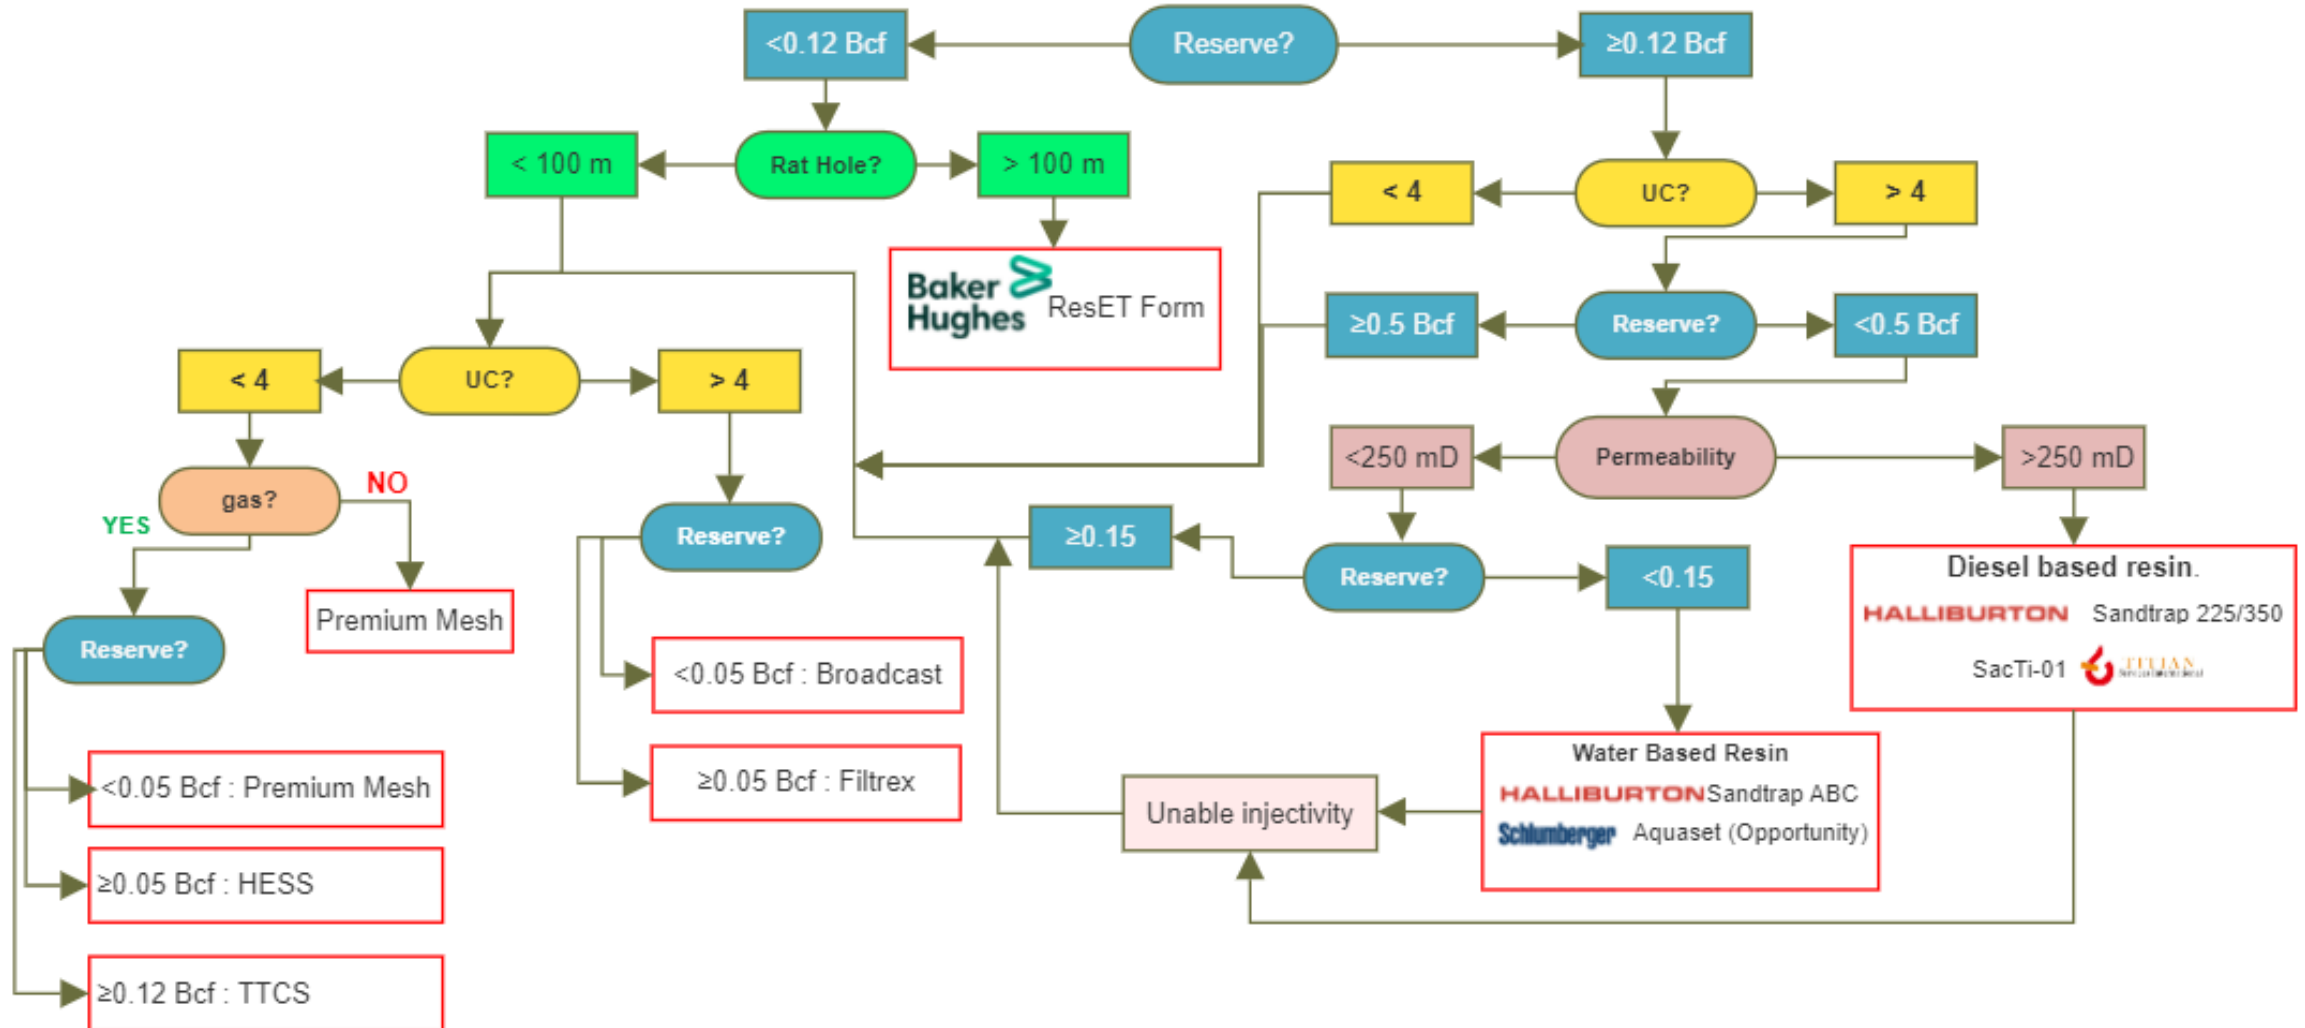 Reserve?
<0.12 Bcf
≥0.12 Bcf
Rat Hole?
< 100 m
> 100 m
Baker
Hughes
ResET Form
UC?
< 4
> 4
gas?
YES
NO
Premium Mesh
Reserve?
<0.05 Bcf : Premium Mesh
≥0.05 Bcf : HESS
≥0.12 Bcf : TTCS
Reserve?
<0.05 Bcf : Broadcast
≥0.05 Bcf : Filtrex
UC?
< 4
> 4
Reserve?
≥0.5 Bcf
<0.5 Bcf
Permeability
<250 mD
>250 mD
Reserve?
≥0.15
<0.15
Diesel based resin.
HALLIBURTON Sandtrap 225/350
SacTi-01
Water Based Resin
HALLIBURTON Sandtrap ABC
Schlumberger Aquaset (Opportunity)
Unable injectivity